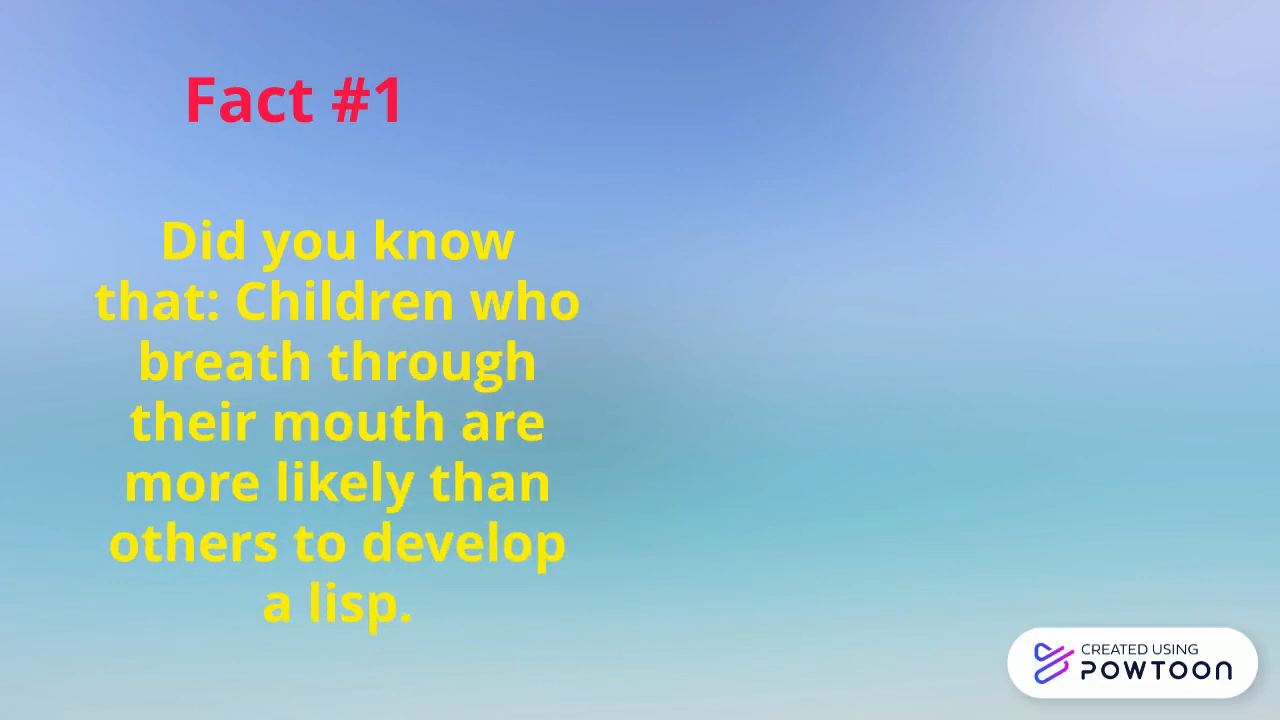 Fact #1
Did you know
that: Children who
breath through
their mouth are
more likely than
others to develop
a lisp.
CREATED USING
POWTOON